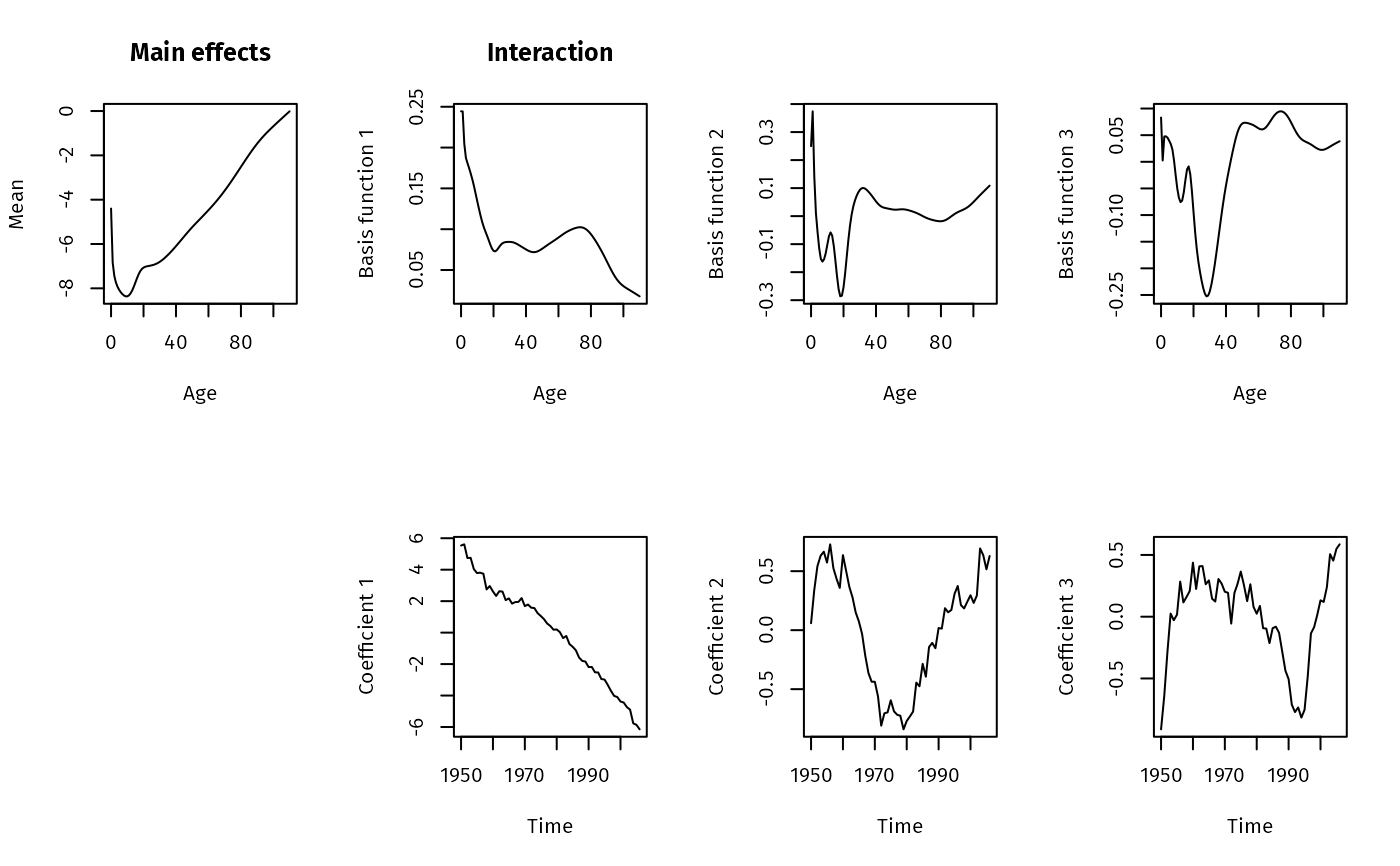 Main effects
Interaction
Mean
0
-2
-4
-6
-8
0 40 80
Age
Basis function 1
0.25
0.15
0.05
0 40 80
Age
Basis function 2
0.3
0.1
-0.1
-0.3
0 40 80
Age
Basis function 3
0.05
-0.10
-0.25
0 40 80
Age
Coefficient 1
6
4
2
-2
-6
1950 1970 1990
Time
Coefficient 2
0.5
0.0
-0.5
1950 1970 1990
Time
Coefficient 3
0.5
0.0
-0.5
1950 1970 1990
Time